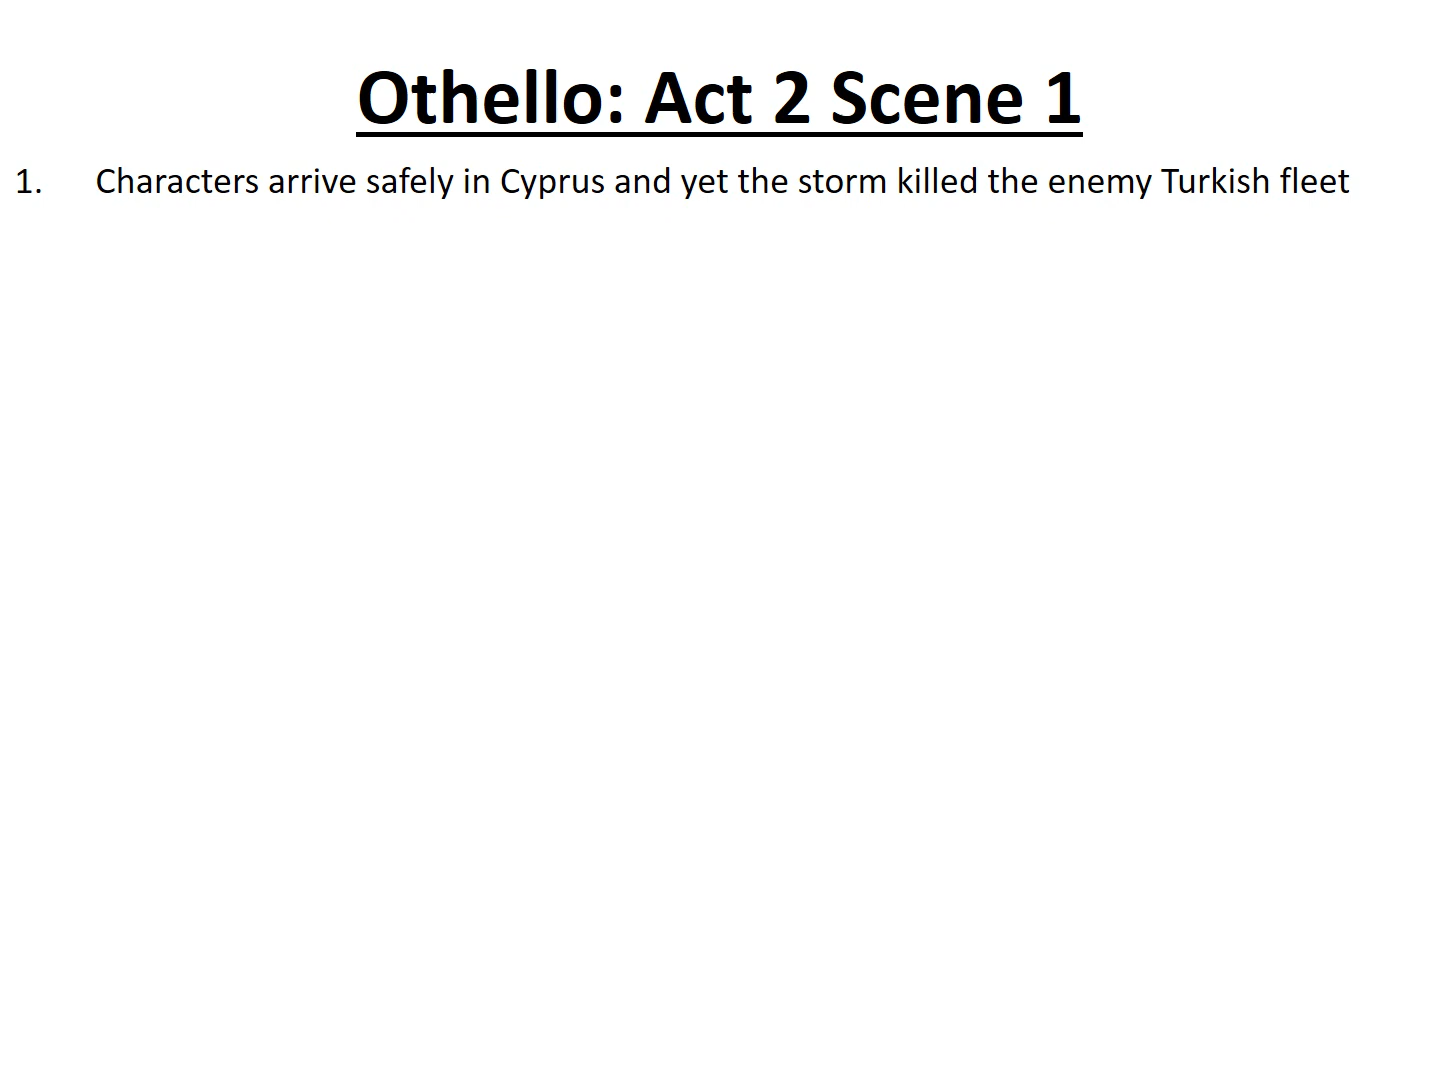 Othello: Act 2 Scene 1
1. Characters arrive safely in Cyprus and yet the storm killed the enemy Turkish fleet